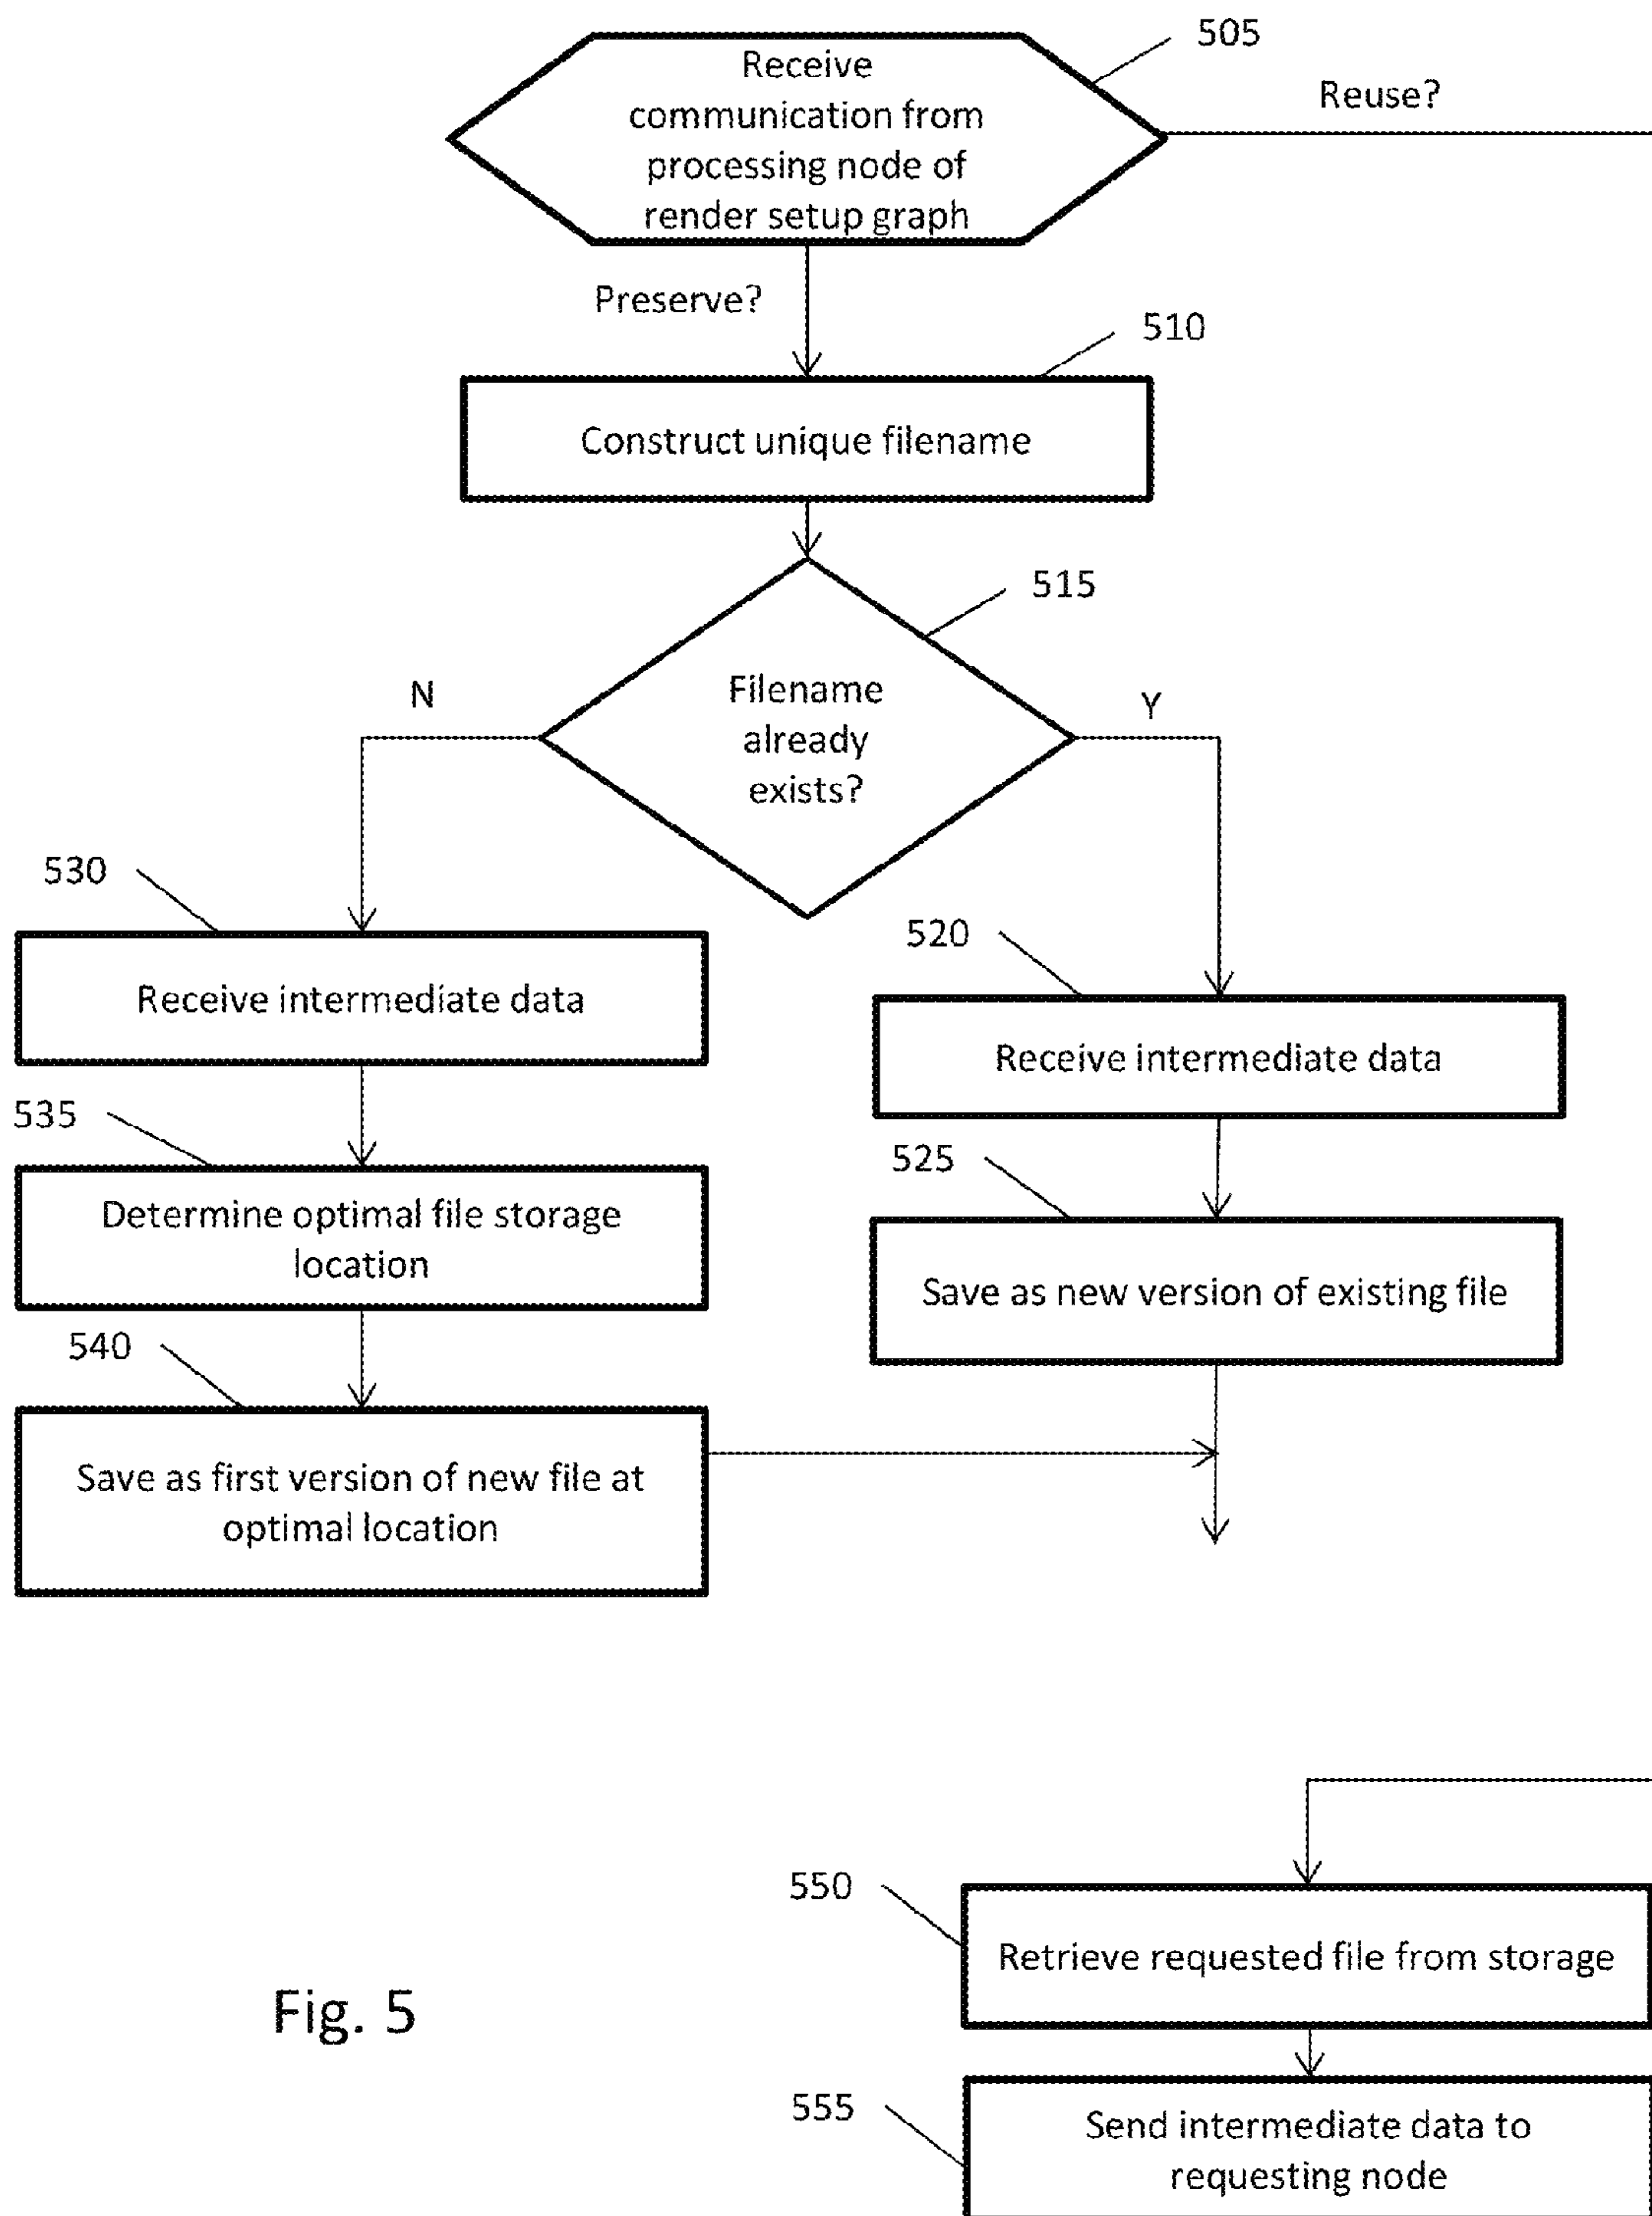 505
Reuse?
Receive
communication from
processing node of
render setup graph
Preserve?
510
Construct unique filename
515
Filename
already
exists?
N
Y
530
Receive intermediate data
520
Receive intermediate data
535
Determine optimal file storage
location
525
Save as new version of existing file
540
Save as first version of new file at
optimal location
550
Retrieve requested file from storage
Fig. 5
555
Send intermediate data to
requesting node